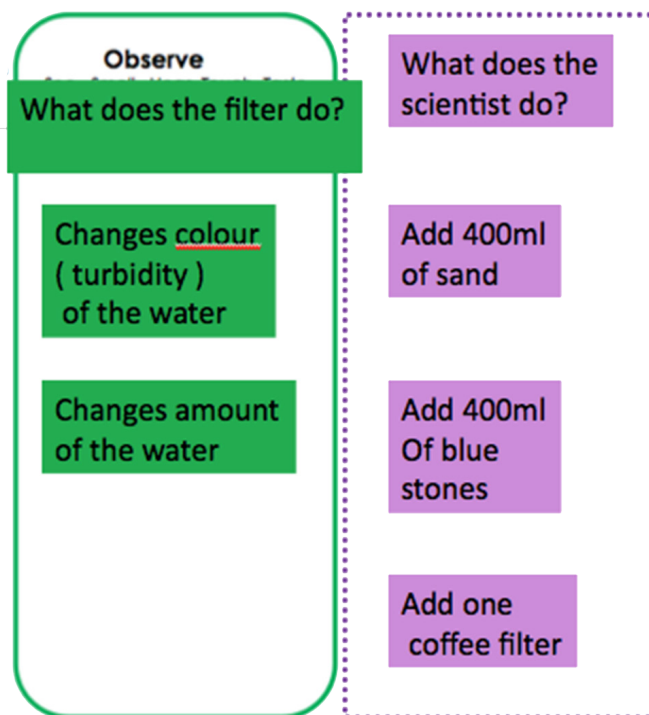 Observe
What does the filter do?
Changes colour
( turbidity )
of the water
Changes amount
of the water
What does the
scientist do?
Add 400ml
of sand
Add 400ml
Of blue
stones
Add one
coffee filter